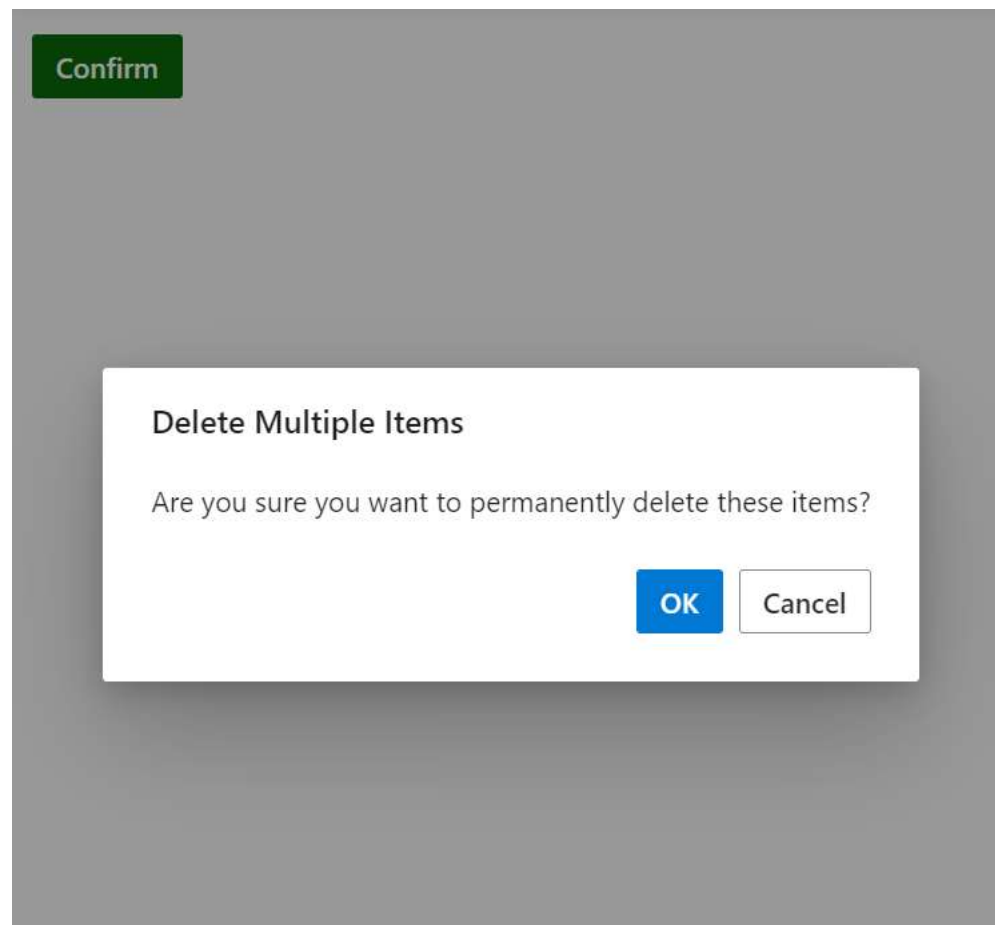 Confirm
Delete Multiple Items
Are you sure you want to permanently delete these items?
OK Cancel